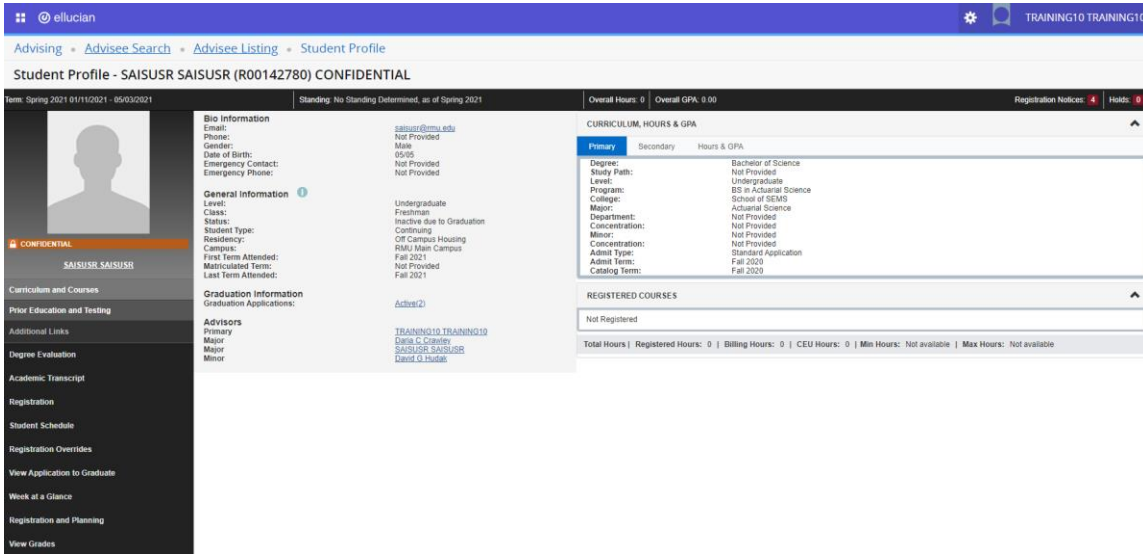 ellucian
TRAINING10 TRAINING10
Advising • Advisee Search • Advisee Listing • Student Profile
Student Profile - SAISUSR SAISUSR (R00142780) CONFIDENTIAL
Term: Spring 2021 01/11/2021 - 05/03/2021
Standing: No Standing Determined, as of Spring 2021
Overall Hours: 0
Overall GPA: 0.00
Registration Notices: 4
Holds: 0
CONFIDENTIAL
SAISUSR SAISUSR
Curriculum and Courses
Prior Education and Testing
Additional Links
Degree Evaluation
Academic Transcript
Registration
Student Schedule
Registration Overrides
View Application to Graduate
Week at a Glance
Registration and Planning
View Grades
Bio Information
Email: saisusr@rmu.edu
Phone: Not Provided
Gender: Male
Date of Birth: 05/05
Emergency Contact: Not Provided
Emergency Phone: Not Provided
General Information
Level: Undergraduate
Class: Freshman
Status: Inactive due to Graduation
Student Type: Continuing
Residency: Off Campus Housing
Campus: RMU Main Campus
First Term Attended: Fall 2021
Matriculated Term: Not Provided
Last Term Attended: Fall 2021
Graduation Information
Graduation Applications: Active(2)
Advisors
Primary TRAINING10 TRAINING10
Major Daria C Crawley
Major SAISUSR SAISUSR
Minor David G Hudak
CURRICULUM, HOURS & GPA
Primary Secondary Hours & GPA
Degree: Bachelor of Science
Study Path: Not Provided
Level: Undergraduate
Program: BS in Actuarial Science
College: School of SEMS
Major: Actuarial Science
Department: Not Provided
Concentration: Not Provided
Minor: Not Provided
Concentration: Not Provided
Admit Type: Standard Application
Admit Term: Fall 2020
Catalog Term: Fall 2020
REGISTERED COURSES
Not Registered
Total Hours | Registered Hours: 0 | Billing Hours: 0 | CEU Hours: 0 | Min Hours: Not available | Max Hours: Not available